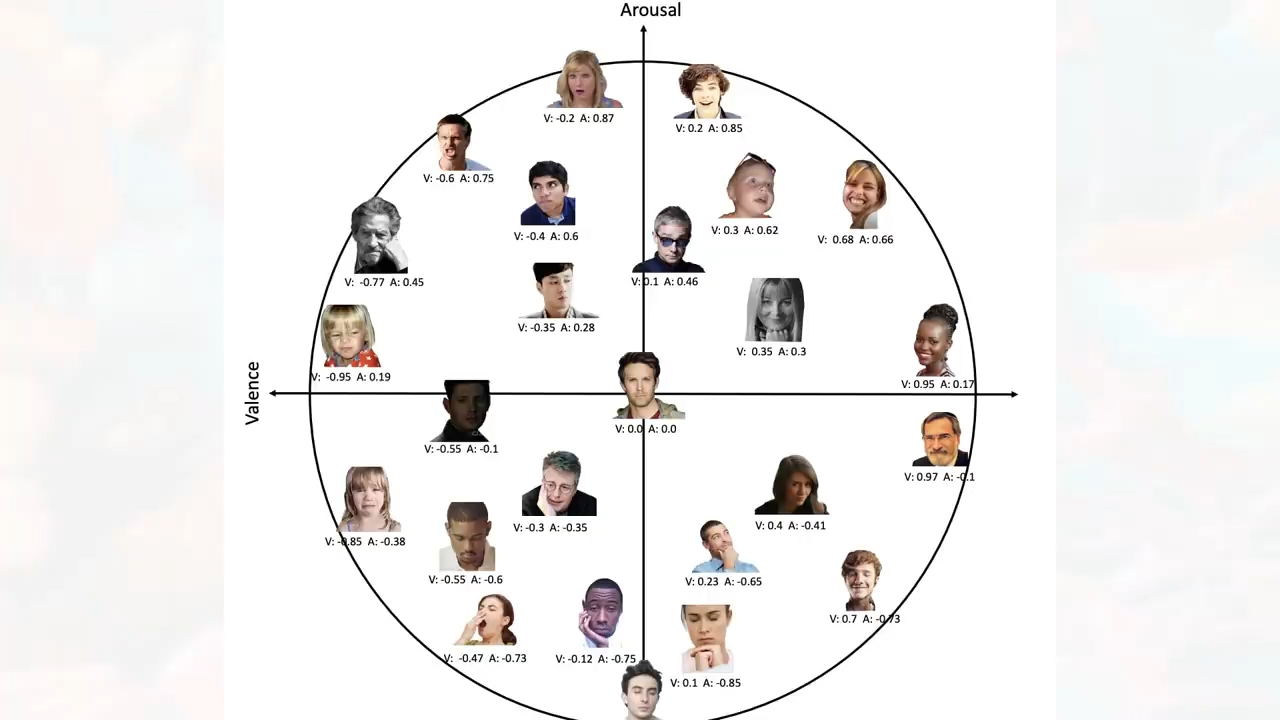 Arousal
V: -0.2 A: 0.87
V: 0.2 A: 0.85
V: -0.6 A: 0.75
V: -0.4 A: 0.6
V: 0.3 A: 0.62
V: 0.68 A: 0.66
V: -0.77 A: 0.45
V: 0.1 A: 0.46
V: -0.35 A: 0.28
V: 0.35 A: 0.3
V: -0.95 A: 0.19
V: 0.95 A: 0.17
Valence
V: 0.0 A: 0.0
V: -0.55 A: -0.1
V: 0.97 A: -0.1
V: -0.3 A: -0.35
V: 0.4 A: -0.41
V: -0.85 A: -0.38
V: -0.55 A: -0.6
V: 0.23 A: -0.65
V: 0.7 A: -0.73
V: -0.47 A: -0.73
V: -0.12 A: -0.75
V: 0.1 A: -0.85